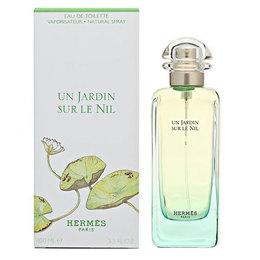 EAU DE TOILETTE
VAPORISATEUR • NATURAL SPRAY
UN JARDIN
SUR LE NIL
HERMÈS
PARIS
100 ML ℮
3.3 FL.OZ.
UN JARDIN
SUR LE NIL
HERMÈS
PARIS